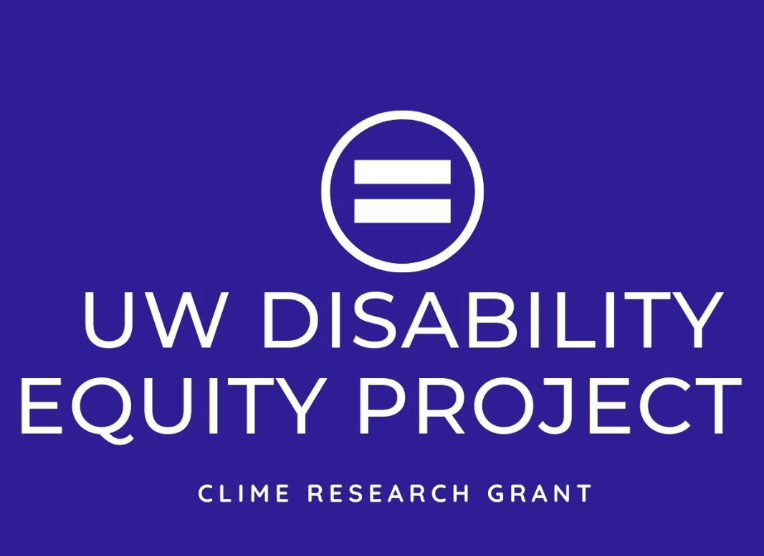 UW DISABILITY
EQUITY PROJECT
CLIME RESEARCH GRANT